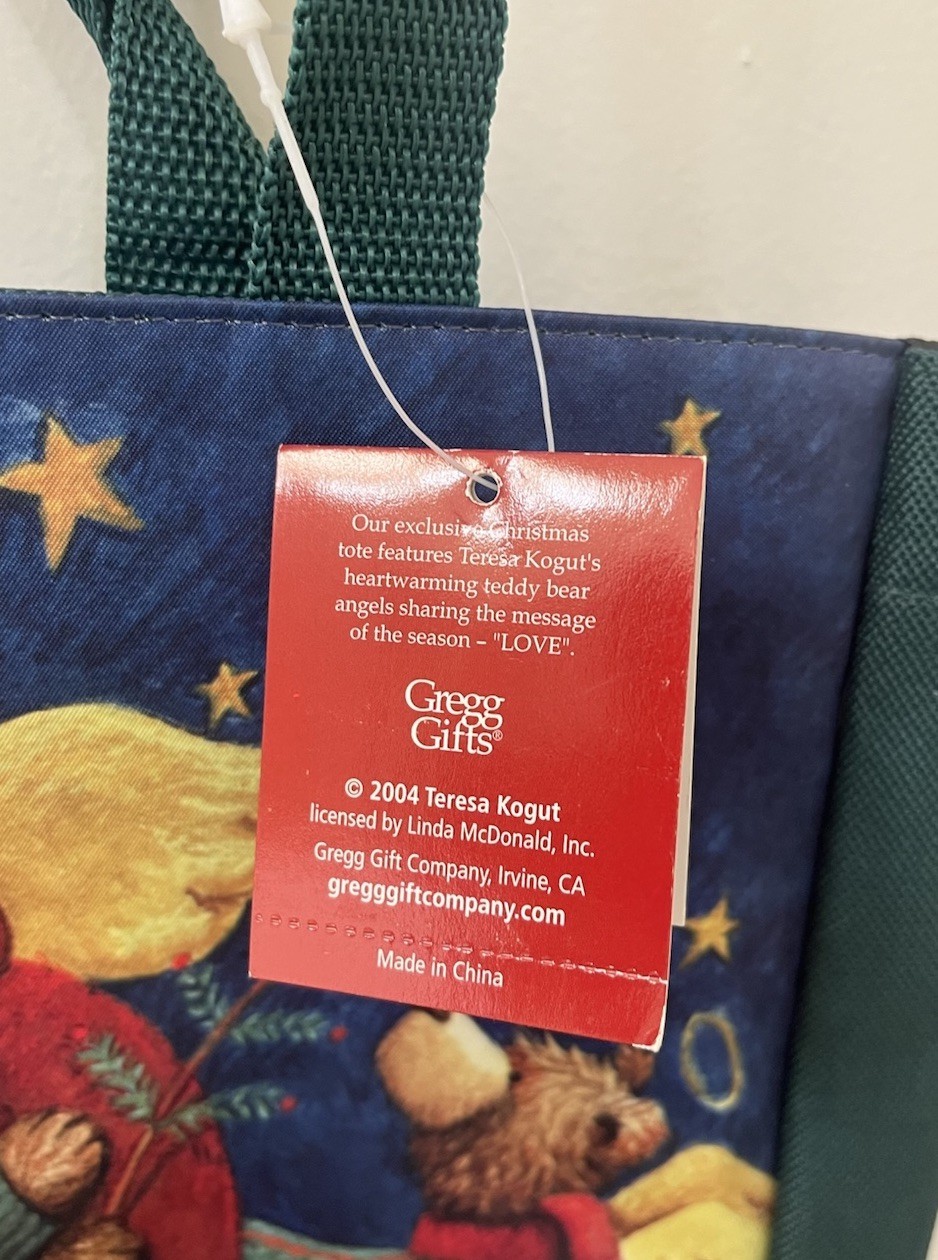 Our exclusive Christmas
tote features Teresa Kogut's
heartwarming teddy bear
angels sharing the message
of the season – "LOVE".
Gregg
Gifts®
© 2004 Teresa Kogut
licensed by Linda McDonald, Inc.
Gregg Gift Company, Irvine, CA
gregggiftcompany.com
Made in China